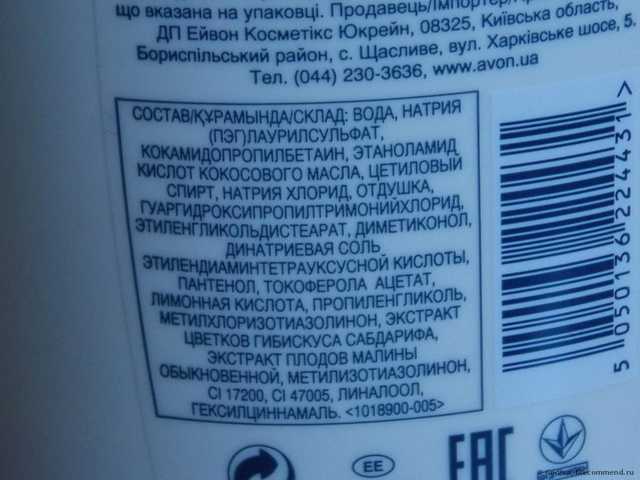 що вказана на упаковці. Продавець/Імпортер/
ДП Ейвон Косметікс Юкрейн, 08325, Київська область,
Бориспільський район, с. Щасливе, вул. Харківське шосе, 5.
Тел. (044) 230-3636, www.avon.ua
СОСТАВ/ҚҰРАМЫНДА/СКЛАД: ВОДА, НАТРИЯ
(ПЭГ)ЛАУРИЛСУЛЬФАТ,
КОКАМИДОПРОПИЛБЕТАИН, ЭТАНОЛАМИД
КИСЛОТ КОКОСОВОГО МАСЛА, ЦЕТИЛОВЫЙ
СПИРТ, НАТРИЯ ХЛОРИД, ОТДУШКА,
ГУАРГИДРОКСИПРОПИЛТРИМОНИЙХЛОРИД,
ЭТИЛЕНГЛИКОЛЬДИСТЕАРАТ, ДИМЕТИКОНОЛ,
ДИНАТРИЕВАЯ СОЛЬ
ЭТИЛЕНДИАМИНТЕТРАУКСУСНОЙ КИСЛОТЫ,
ПАНТЕНОЛ, ТОКОФЕРОЛА АЦЕТАТ,
ЛИМОННАЯ КИСЛОТА, ПРОПИЛЕНГЛИКОЛЬ,
МЕТИЛХЛОРИЗОТИАЗОЛИНОН, ЭКСТРАКТ
ЦВЕТКОВ ГИБИСКУСА САБДАРИФА,
ЭКСТРАКТ ПЛОДОВ МАЛИНЫ
ОБЫКНОВЕННОЙ, МЕТИЛИЗОТИАЗОЛИНОН,
CI 17200, CI 47005, ЛИНАЛООЛ,
ГЕКСИЛЦИННАМАЛЬ. <1018900-005>
5 050136 224431 >
EE
EAC